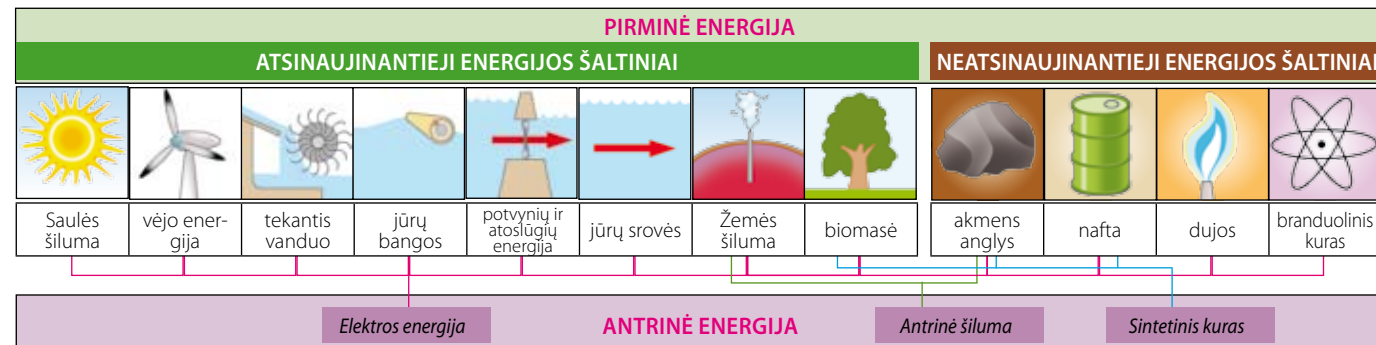 PIRMINĖ ENERGIJA
ATSINAUJINANTIEJI ENERGIJOS ŠALTINIAI
NEATSINAUJINANTIEJI ENERGIJOS ŠALTINIAI
Saulės
šiluma
vėjo ener-
gija
tekantis
vanduo
jūrų
bangos
potvynių ir
atoslūgių
energija
jūrų srovės
Žemės
šiluma
biomasė
akmens
anglys
nafta
dujos
branduolinis
kuras
Elektros energija
ANTRINĖ ENERGIJA
Antrinė šiluma
Sintetinis kuras